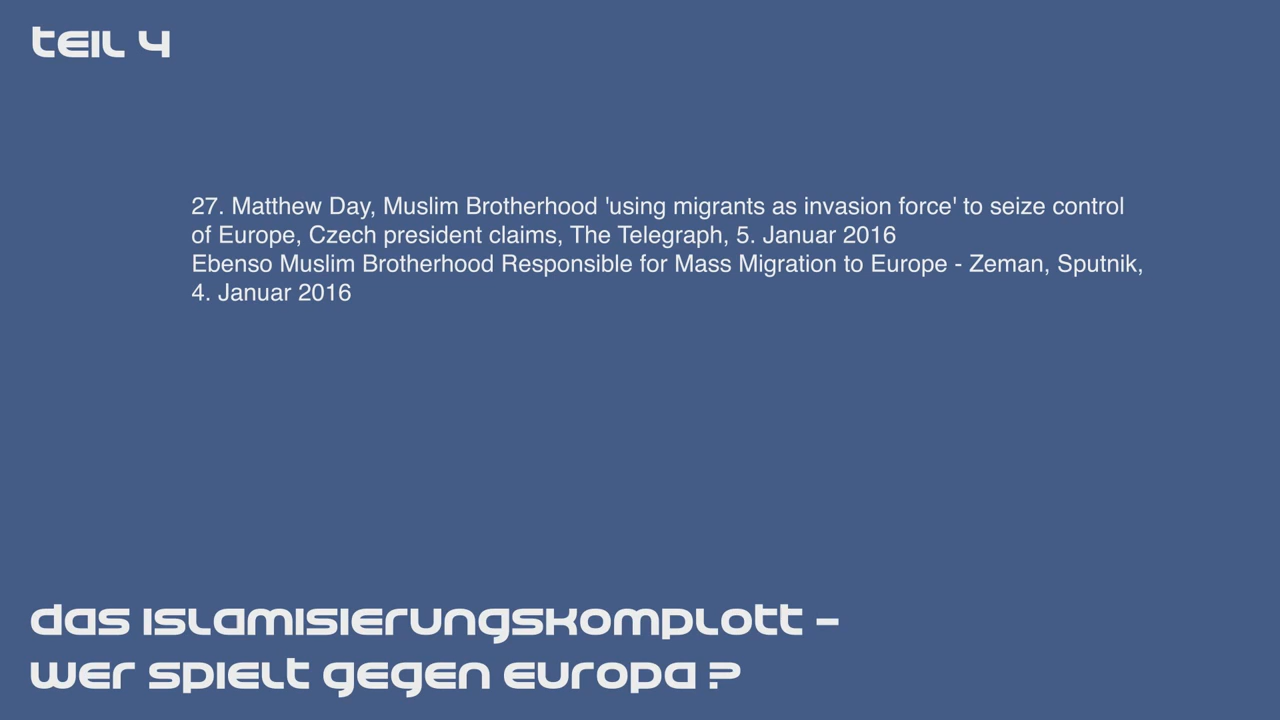 teil 4
27. Matthew Day, Muslim Brotherhood 'using migrants as invasion force' to seize control
of Europe, Czech president claims, The Telegraph, 5. Januar 2016
Ebenso Muslim Brotherhood Responsible for Mass Migration to Europe - Zeman, Sputnik,
4. Januar 2016
das Islamisierungskomplott –
wer spielt gegen Europa ?